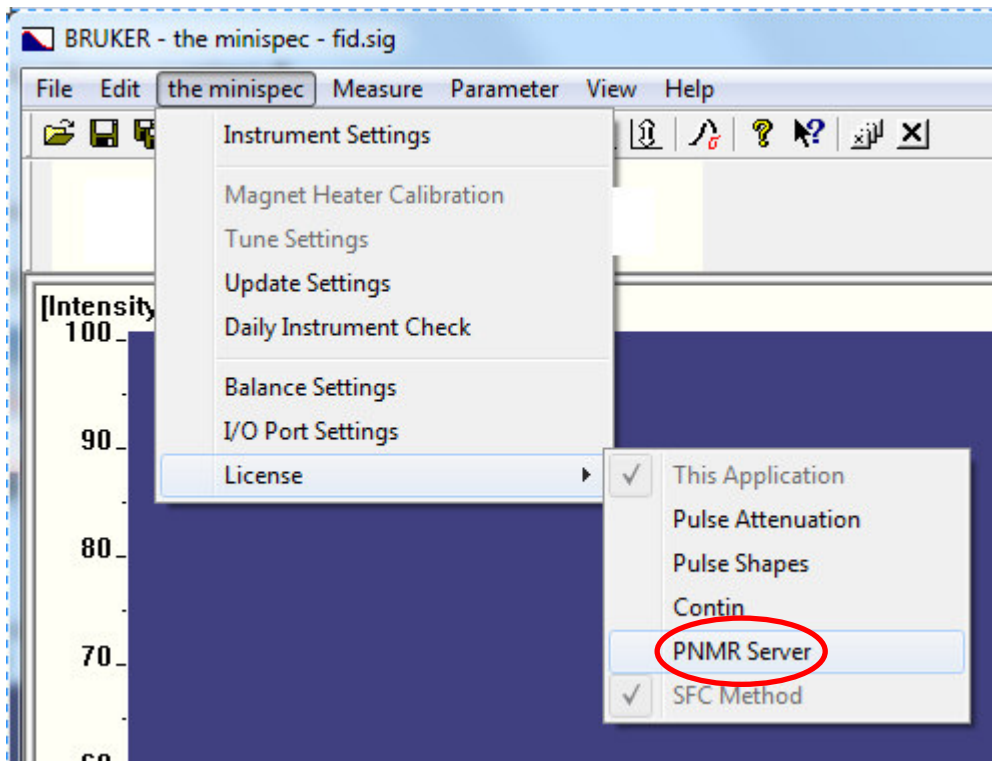 BRUKER - the minispec - fid.sig
File Edit the minispec Measure Parameter View Help
Instrument Settings
Magnet Heater Calibration
Tune Settings
Update Settings
Daily Instrument Check
Balance Settings
I/O Port Settings
License
This Application
Pulse Attenuation
Pulse Shapes
Contin
PNMR Server
SFC Method
[Intensity
100
90
80
70